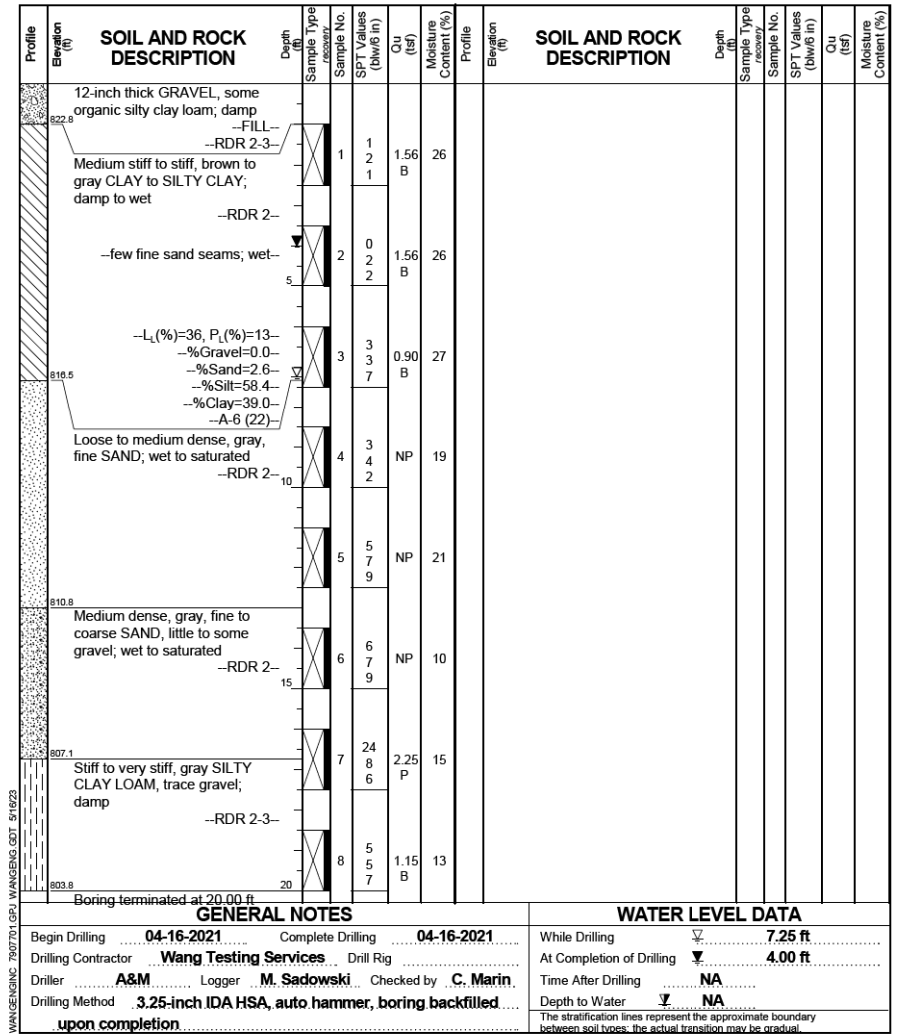 Profile
Elevation (ft)
SOIL AND ROCK DESCRIPTION
Depth (ft)
Sample Type recovery
Sample No.
SPT Values (blw/6 in)
Qu (tsf)
Moisture Content (%)
Profile
Elevation (ft)
SOIL AND ROCK DESCRIPTION
Depth (ft)
Sample Type recovery
Sample No.
SPT Values (blw/6 in)
Qu (tsf)
Moisture Content (%)
12-inch thick GRAVEL, some
organic silty clay loam; damp
822.8
--FILL--
--RDR 2-3--
Medium stiff to stiff, brown to
gray CLAY to SILTY CLAY;
damp to wet
1
1
2
1
1.56
B
26
--RDR 2--
--few fine sand seams; wet--
5
2
0
2
2
1.56
B
26
--LL(%)=36, PL(%)=13--
--%Gravel=0.0--
--%Sand=2.6--
--%Silt=58.4--
--%Clay=39.0--
--A-6 (22)--
3
3
3
7
0.90
B
27
816.5
Loose to medium dense, gray,
fine SAND; wet to saturated
--RDR 2--
10
4
3
4
2
NP
19
5
5
7
9
NP
21
810.8
Medium dense, gray, fine to
coarse SAND, little to some
gravel; wet to saturated
--RDR 2--
15
6
6
7
9
NP
10
807.1
7
24
8
6
2.25
P
15
Stiff to very stiff, gray SILTY
CLAY LOAM, trace gravel;
damp
--RDR 2-3--
8
5
5
7
1.15
B
13
803.8
20
Boring terminated at 20.00 ft
WANGENGINC 7907701.GPJ WANGENG.GDT 5/16/23
GENERAL NOTES
Begin Drilling 04-16-2021 Complete Drilling 04-16-2021
Drilling Contractor Wang Testing Services Drill Rig
Driller A&M Logger M. Sadowski Checked by C. Marin
Drilling Method 3.25-inch IDA HSA, auto hammer, boring backfilled
upon completion
WATER LEVEL DATA
While Drilling 7.25 ft
At Completion of Drilling 4.00 ft
Time After Drilling NA
Depth to Water NA
The stratification lines represent the approximate boundary
between soil types; the actual transition may be gradual.